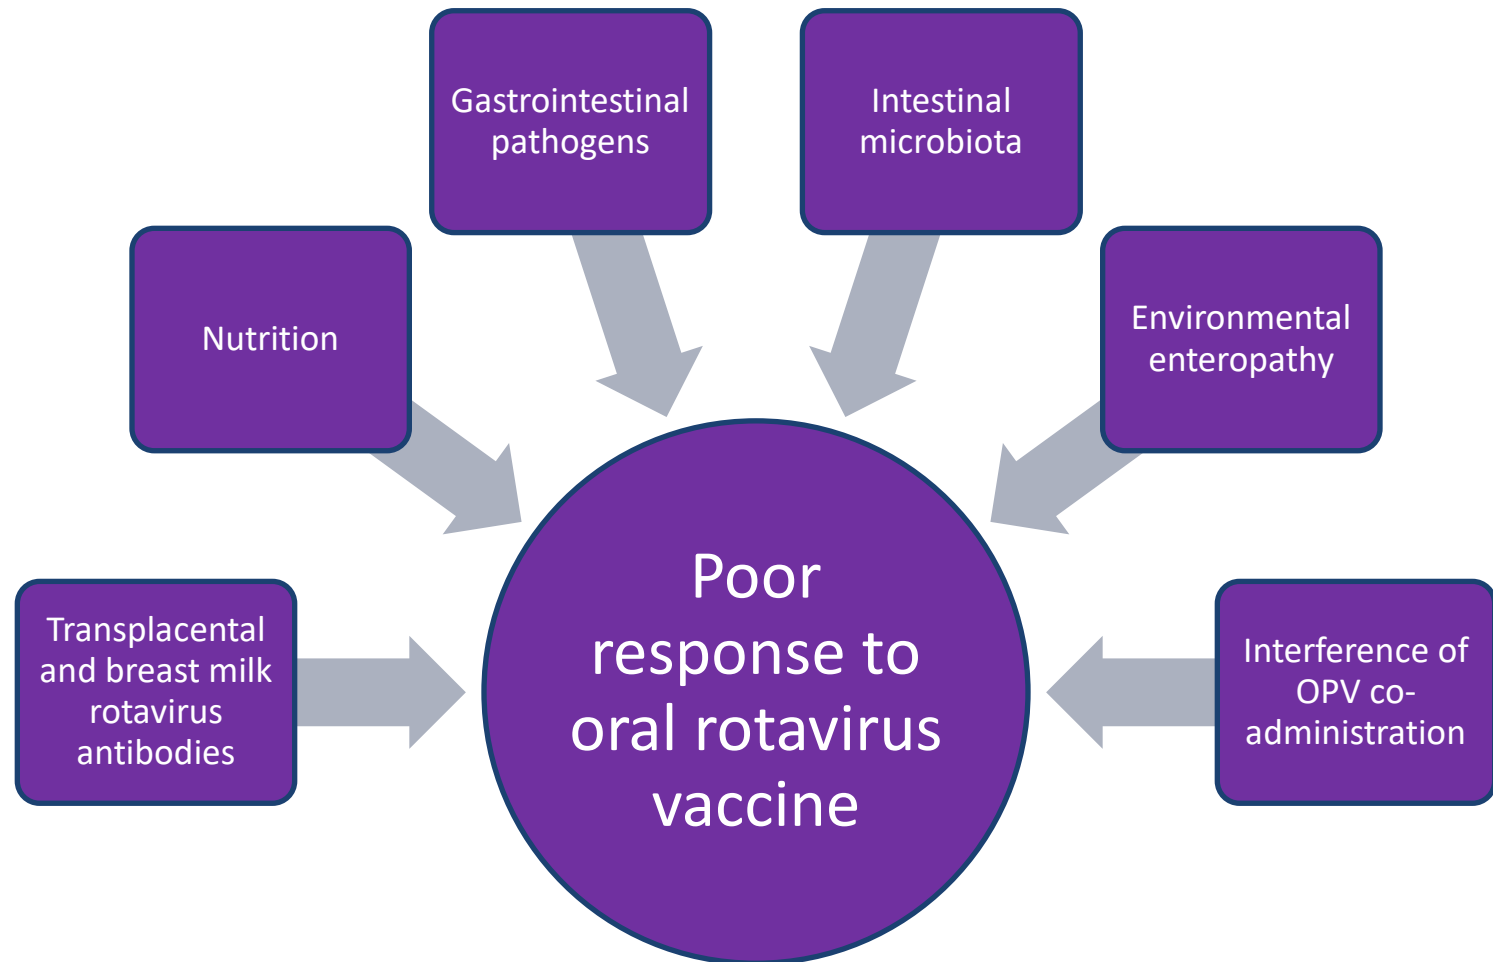 Gastrointestinal
pathogens
Intestinal
microbiota
Nutrition
Environmental
enteropathy
Transplacental
and breast milk
rotavirus
antibodies
Poor
response to
oral rotavirus
vaccine
Interference of
OPV co-
administration